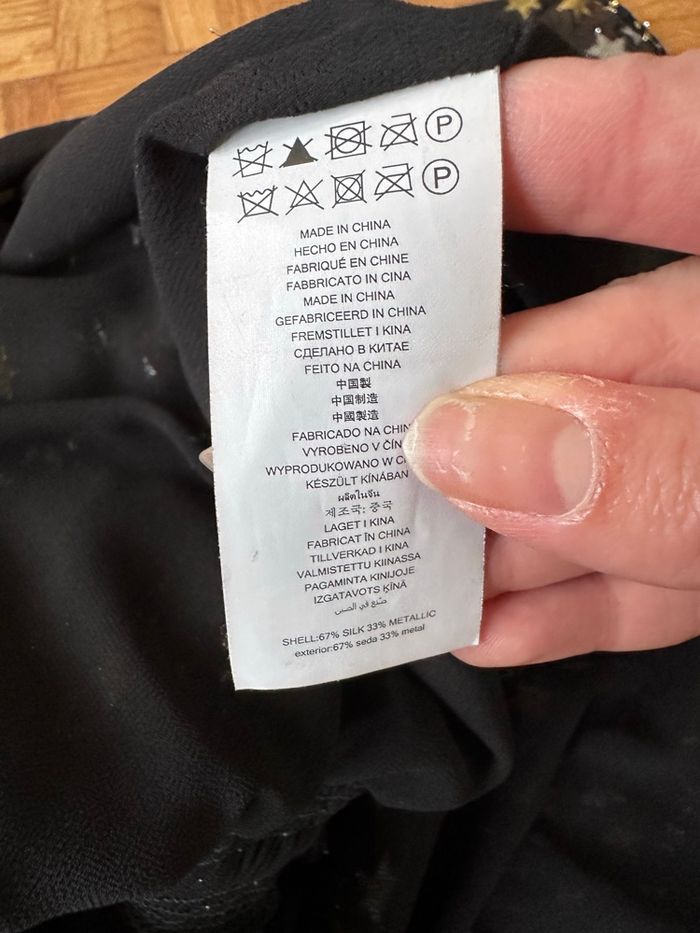 P
P
MADE IN CHINA
HECHO EN CHINA
FABRIQUÉ EN CHINE
FABBRICATO IN CINA
MADE IN CHINA
GEFABRICEERD IN CHINA
FREMSTILLET I KINA
СДЕЛАНО В КИТАЕ
FEITO NA CHINA
中国製
中国制造
中國製造
FABRICADO NA
VYROBENO V
WYPRODUKOWANO W
KÉSZÜLT KÍNÁBAN
ผลิตในจีน
제조국: 중국
LAGET I KINA
FABRICAT ÎN CHINA
TILLVERKAD I KINA
VALMISTETTU KIINASSA
PAGAMINTA KINIJOJE
IZGATAVOTS ĶĪNĀ
صنع في الصين
SHELL:67% SILK 33% METALLIC
exterior:67% seda 33% metal